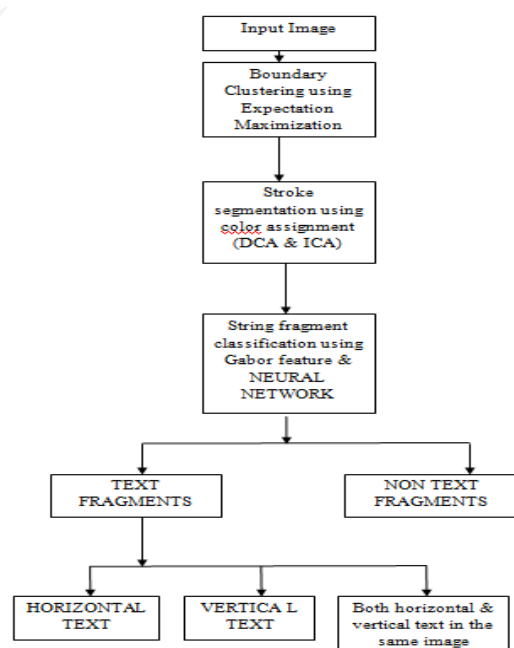 Input Image
Boundary
Clustering using
Expectation
Maximization
Stroke
segmentation using
color assignment
(DCA & ICA)
String fragment
classification using
Gabor feature &
NEURAL
NETWORK
TEXT
FRAGMENTS
NON TEXT
FRAGMENTS
HORIZONTAL
TEXT
VERTICA L
TEXT
Both horizontal &
vertical text in the
same image